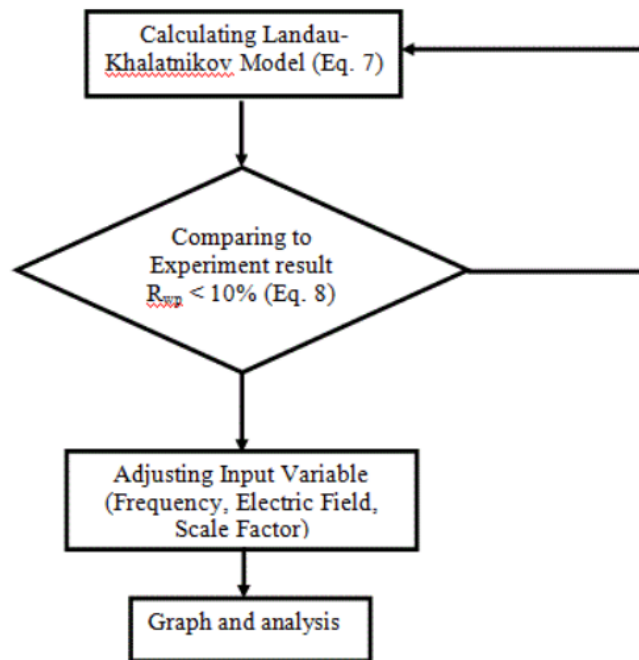 Calculating Landau-
Khalatnikov Model (Eq. 7)
Comparing to
Experiment result
Rwp < 10% (Eq. 8)
Adjusting Input Variable
(Frequency, Electric Field,
Scale Factor)
Graph and analysis